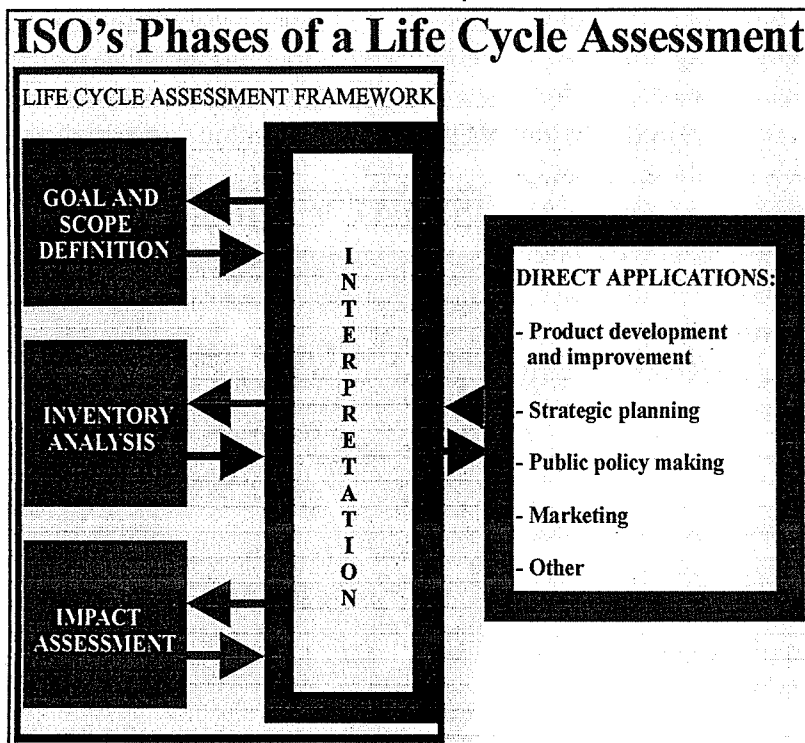 ISO's Phases of a Life Cycle Assessment
LIFE CYCLE ASSESSMENT FRAMEWORK
GOAL AND
SCOPE
DEFINITION
INVENTORY
ANALYSIS
IMPACT
ASSESSMENT
INTERPRETATION
DIRECT APPLICATIONS:
- Product development
and improvement
- Strategic planning
- Public policy making
- Marketing
- Other